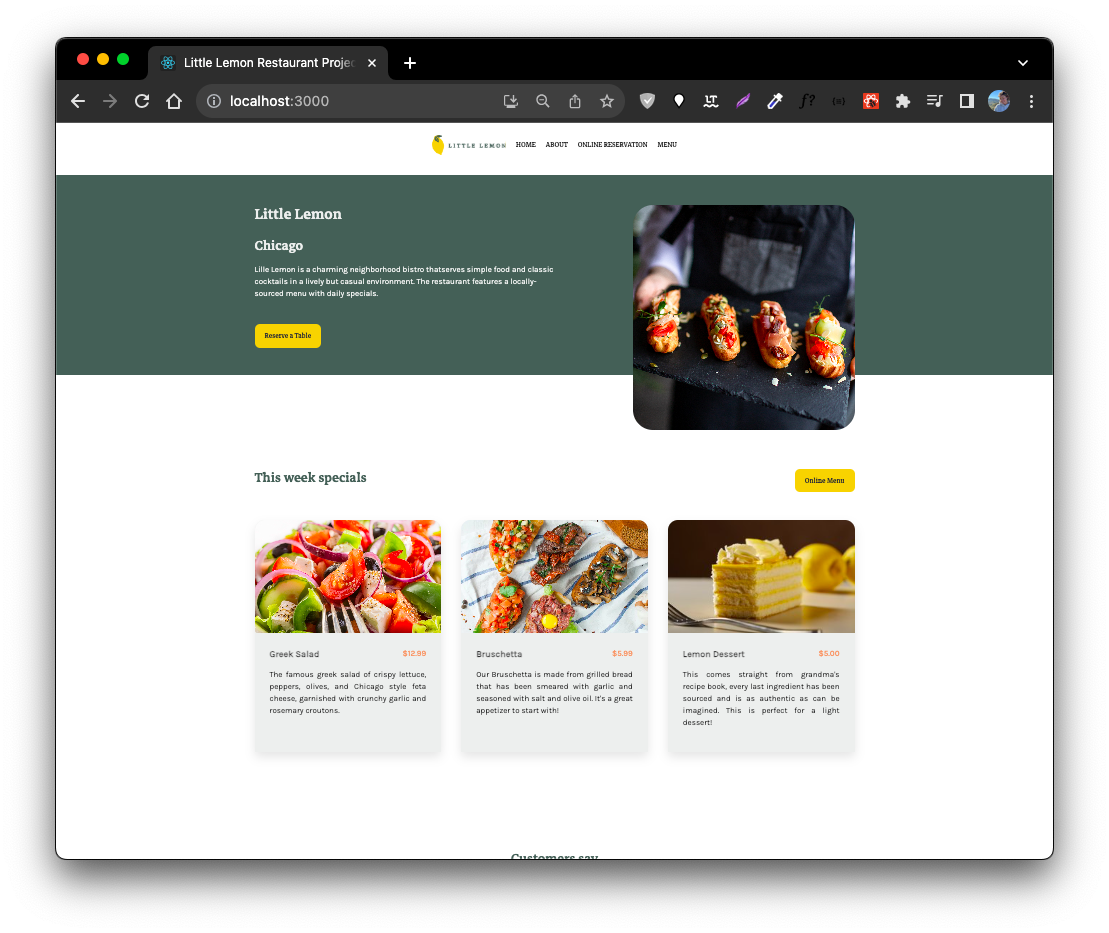 Little Lemon Restaurant Projec
localhost:3000
LITTLE LEMON HOME ABOUT ONLINE RESERVATION MENU
Little Lemon
Chicago
Lille Lemon is a charming neighborhood bistro thatserves simple food and classic
cocktails in a lively but casual environment. The restaurant features a locally-
sourced menu with daily specials.
Reserve a Table
This week specials
Online Menu
Greek Salad $12.99
The famous greek salad of crispy lettuce,
peppers, olives, and Chicago style feta
cheese, garnished with crunchy garlic and
rosemary croutons.
Bruschetta $5.99
Our Bruschetta is made from grilled bread
that has been smeared with garlic and
seasoned with salt and olive oil. It's a great
appetizer to start with!
Lemon Dessert $5.00
This comes straight from grandma's
recipe book, every last ingredient has been
sourced and is as authentic as can be
imagined. This is perfect for a light
dessert!
Customers say